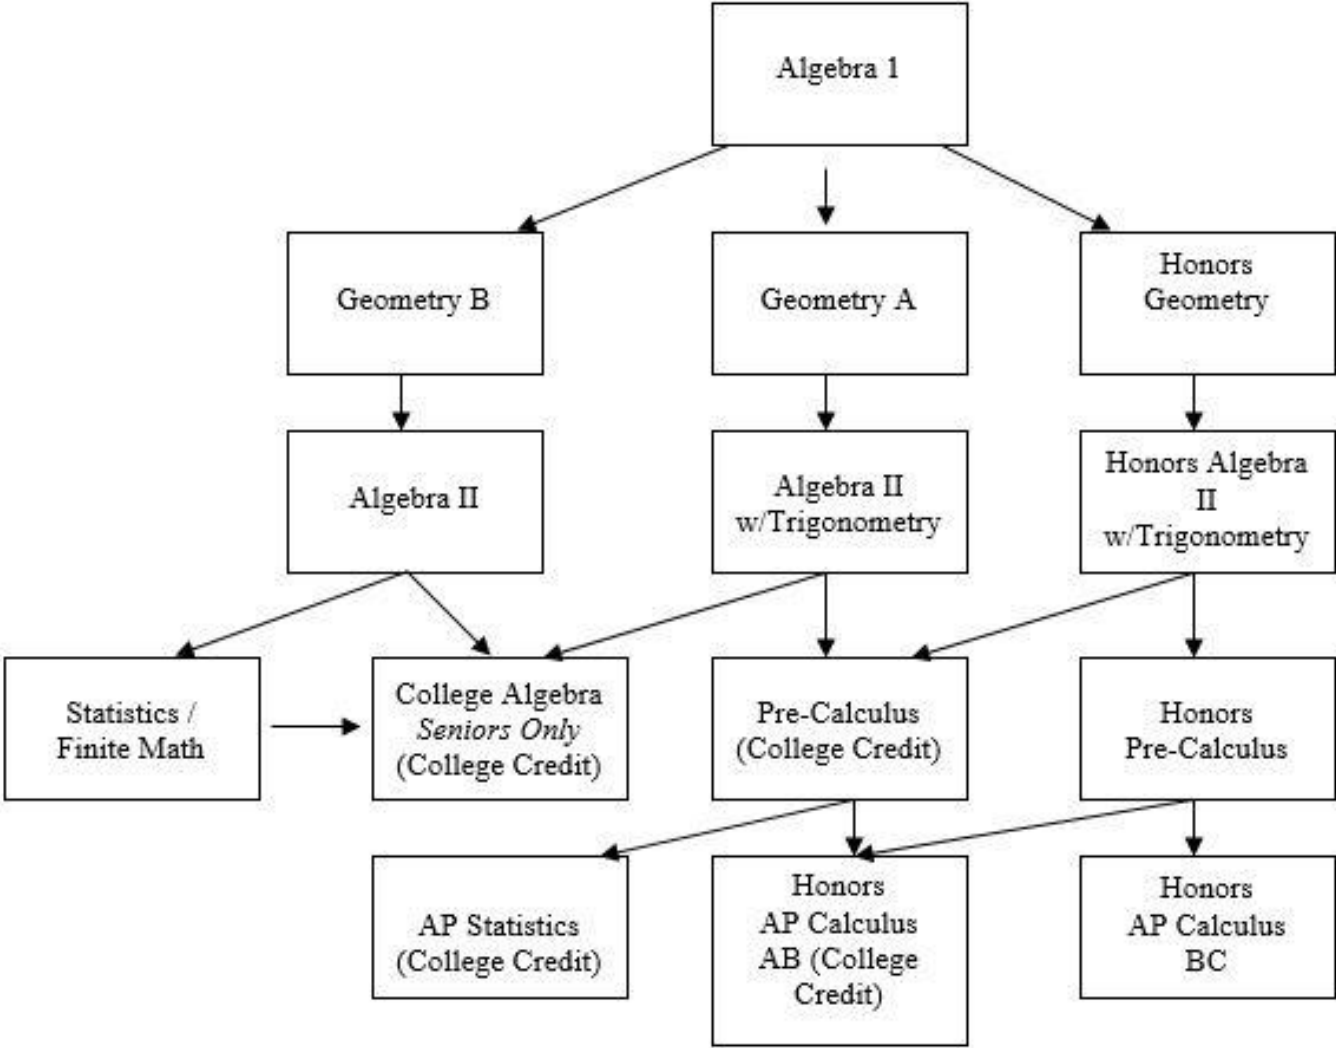 Algebra 1
Geometry B
Geometry A
Honors
Geometry
Algebra II
Algebra II
w/Trigonometry
Honors Algebra
II
w/Trigonometry
Statistics /
Finite Math
College Algebra
Seniors Only
(College Credit)
Pre-Calculus
(College Credit)
Honors
Pre-Calculus
AP Statistics
(College Credit)
Honors
AP Calculus
AB (College
Credit)
Honors
AP Calculus
BC